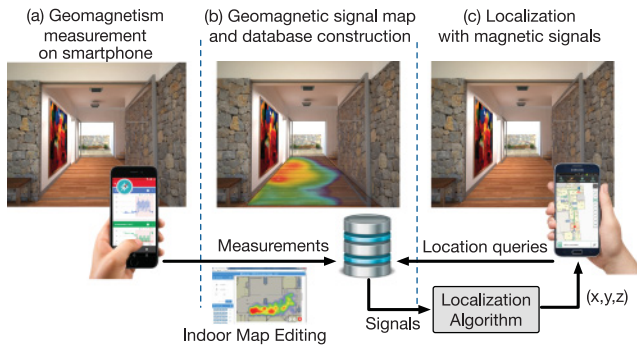 (a) Geomagnetism
measurement
on smartphone
(b) Geomagnetic signal map
and database construction
(c) Localization
with magnetic signals
Measurements
Location queries
Indoor Map Editing
Signals
Localization
Algorithm
(x,y,z)